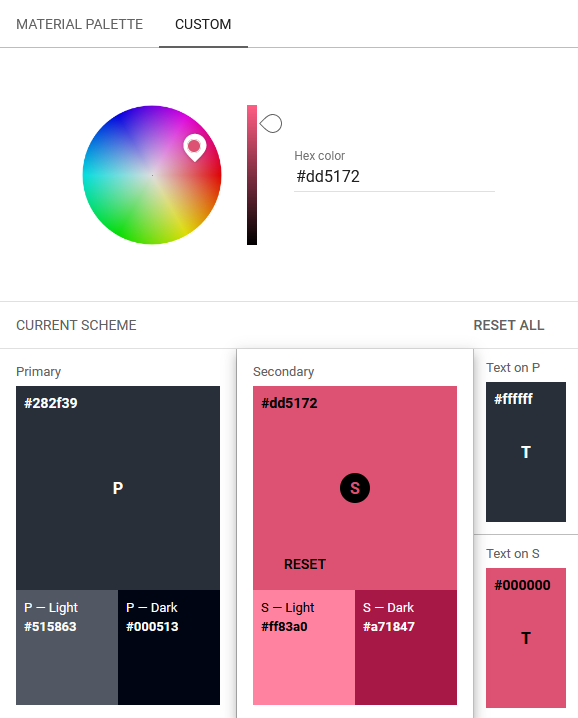 MATERIAL PALETTE
CUSTOM
Hex color
#dd5172
CURRENT SCHEME
RESET ALL
Primary
#282f39
P
P — Light
#515863
P — Dark
#000513
Secondary
#dd5172
S
RESET
S — Light
#ff83a0
S — Dark
#a71847
Text on P
#ffffff
T
Text on S
#000000
T